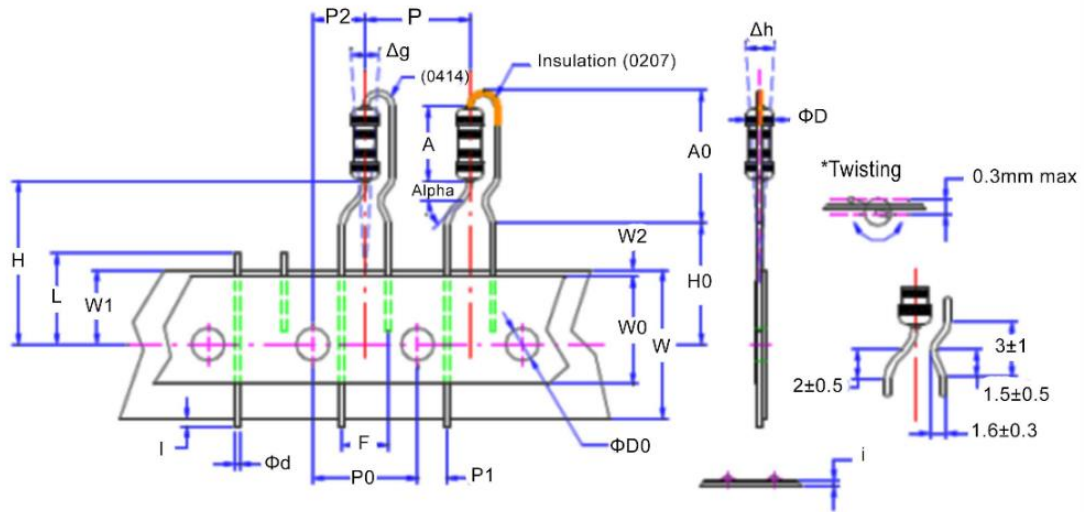 P2
P
Δg
(0414)
Insulation (0207)
Δh
A
A0
ΦD
*Twisting
0.3mm max
Alpha
H
L
W1
W2
H0
W0
W
3±1
2±0.5
1.5±0.5
1.6±0.3
I
Φd
F
P0
P1
ΦD0
i